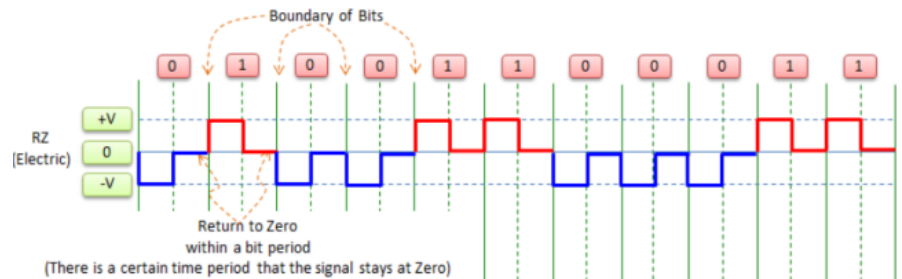 Boundary of Bits
0 1 0 0 1 1 0 0 0 1 1
+V
RZ
(Electric)
0
-V
Return to Zero
within a bit period
(There is a certain time period that the signal stays at Zero)